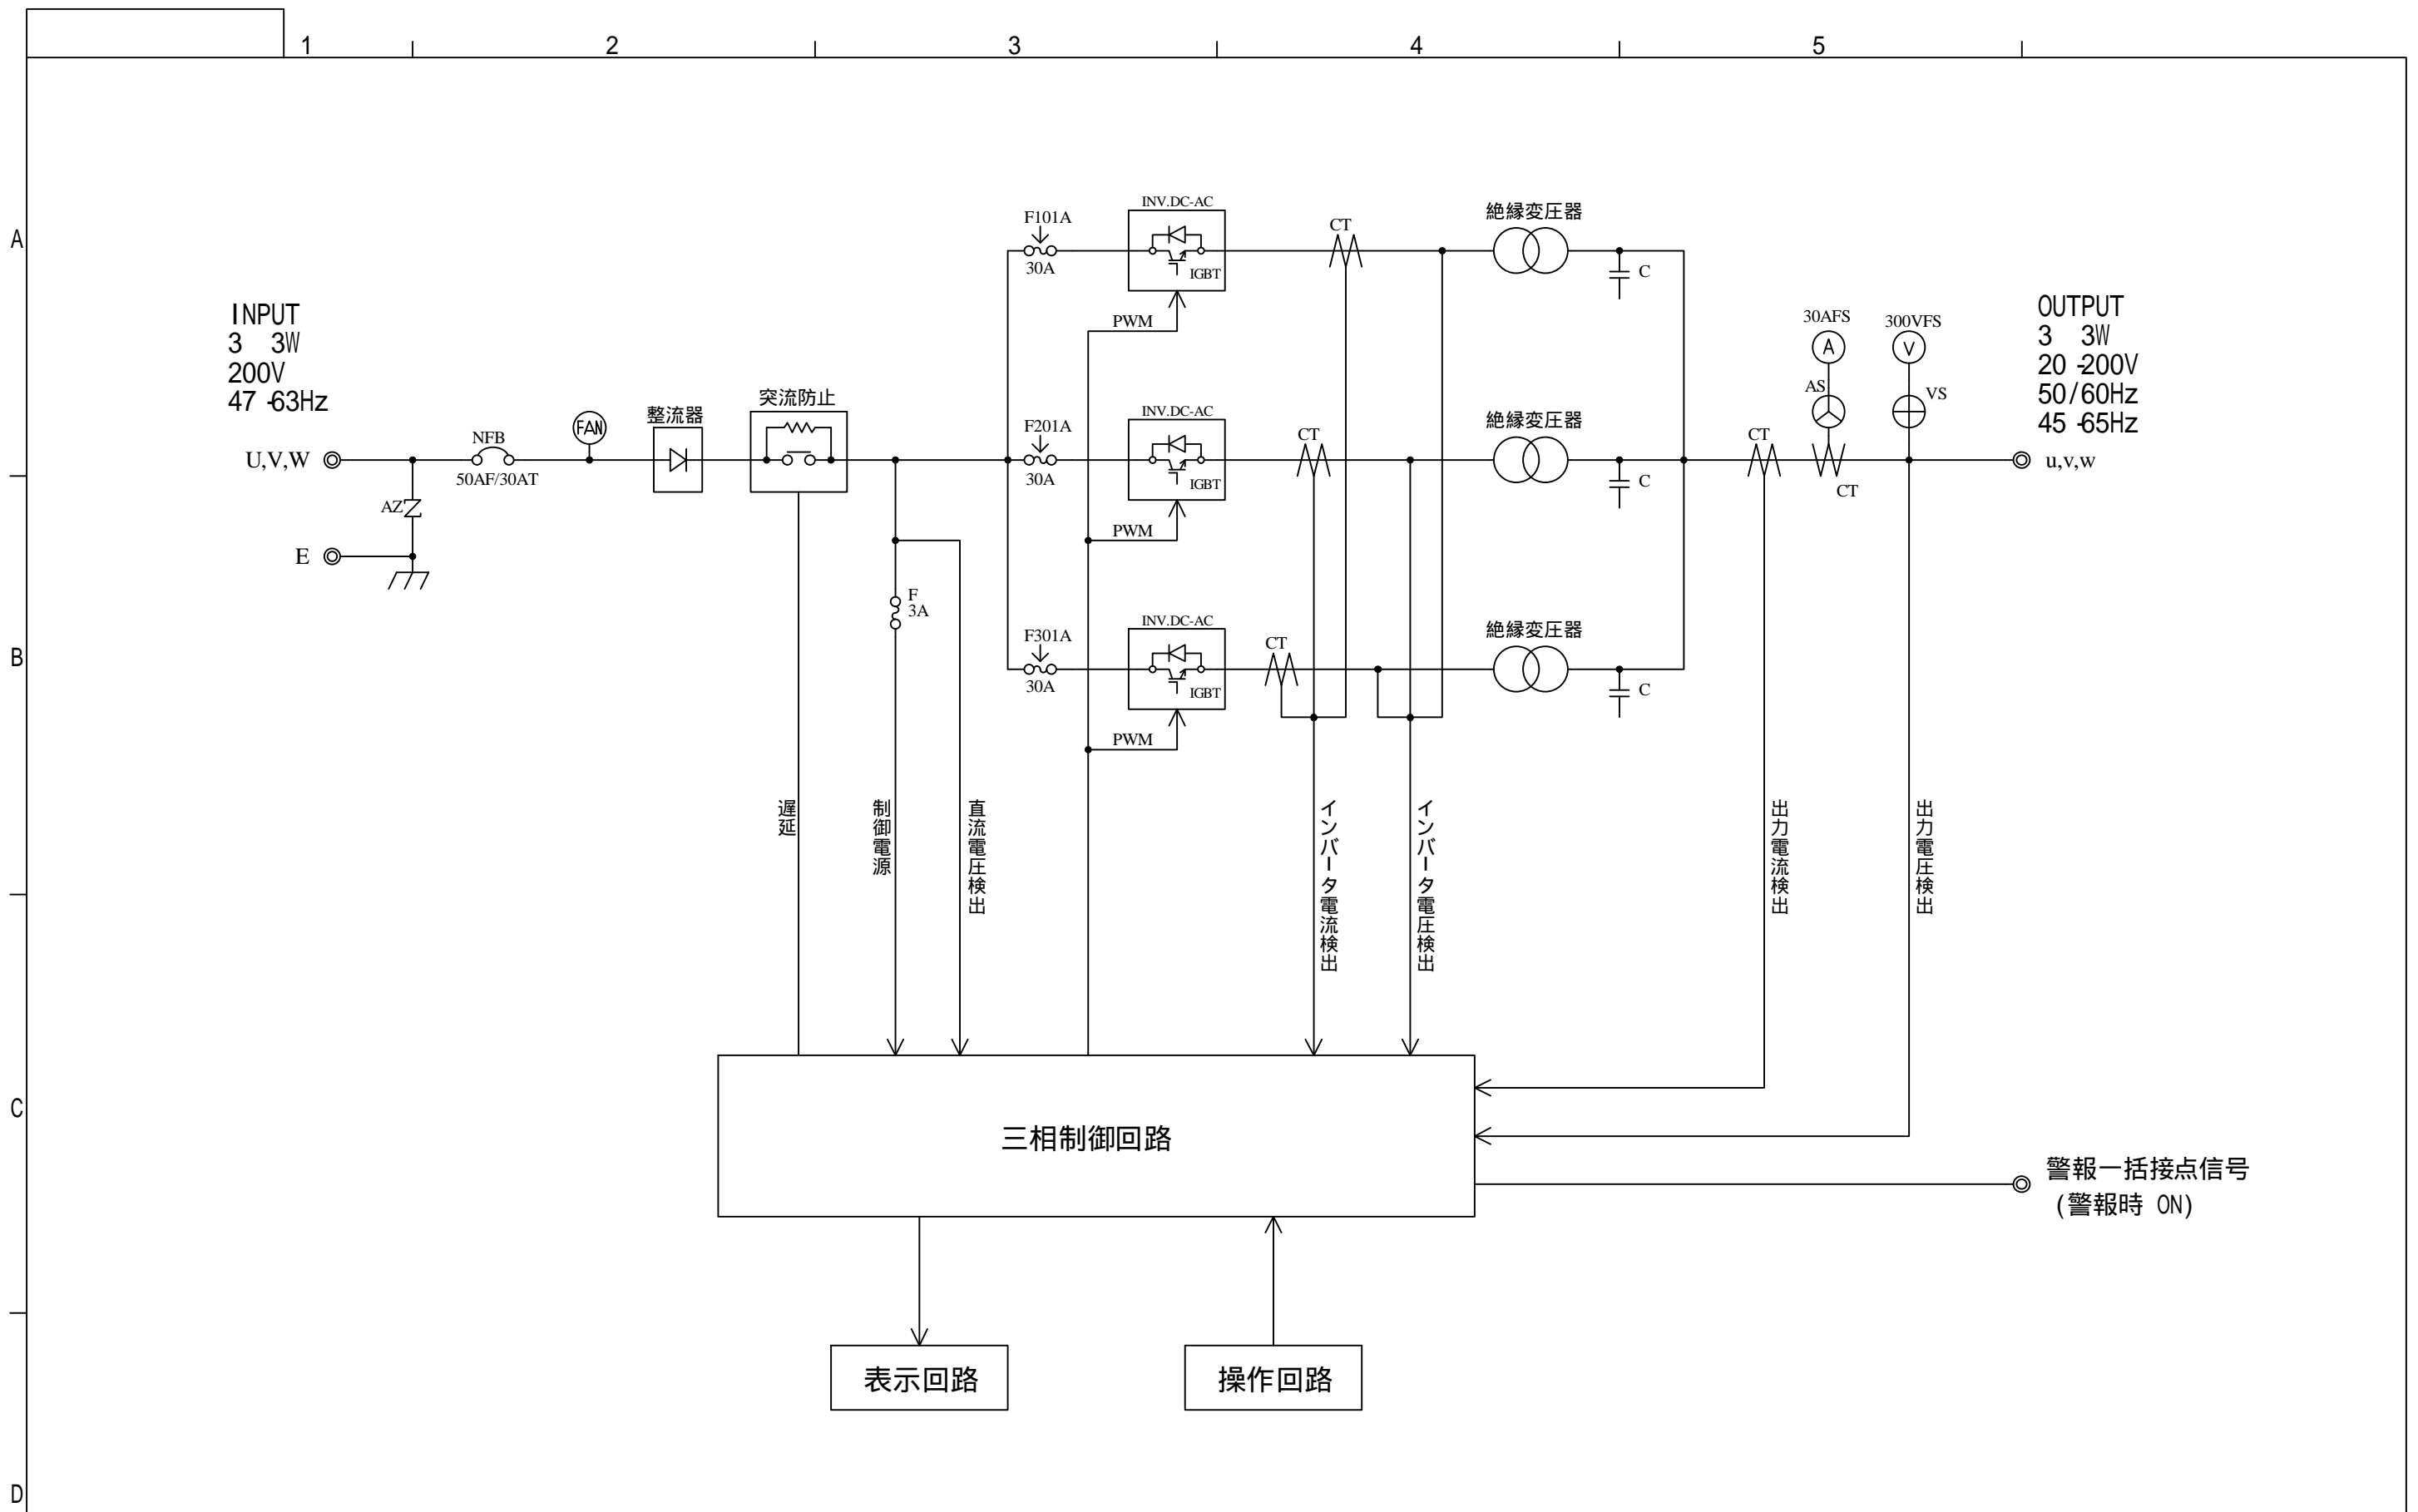 1 2 3 4 5
A
B
C
D
INPUT
3 3W
200V
47-63Hz
U,V,W
E
AZ
NFB
50AF/30AT
FAN
整流器
突流防止
F
3A
F101A
30A
INV.DC-AC
IGBT
PWM
CT
絶縁変圧器
C
F201A
30A
INV.DC-AC
IGBT
PWM
CT
絶縁変圧器
C
F301A
30A
INV.DC-AC
IGBT
PWM
CT
絶縁変圧器
C
CT
30AFS
A
AS
CT
300VFS
V
VS
OUTPUT
3 3W
20-200V
50/60Hz
45-65Hz
u,v,w
遅延
制御電源
直流電圧検出
インバータ電流検出
インバータ電圧検出
出力電流検出
出力電圧検出
三相制御回路
警報一括接点信号
(警報時 ON)
表示回路
操作回路